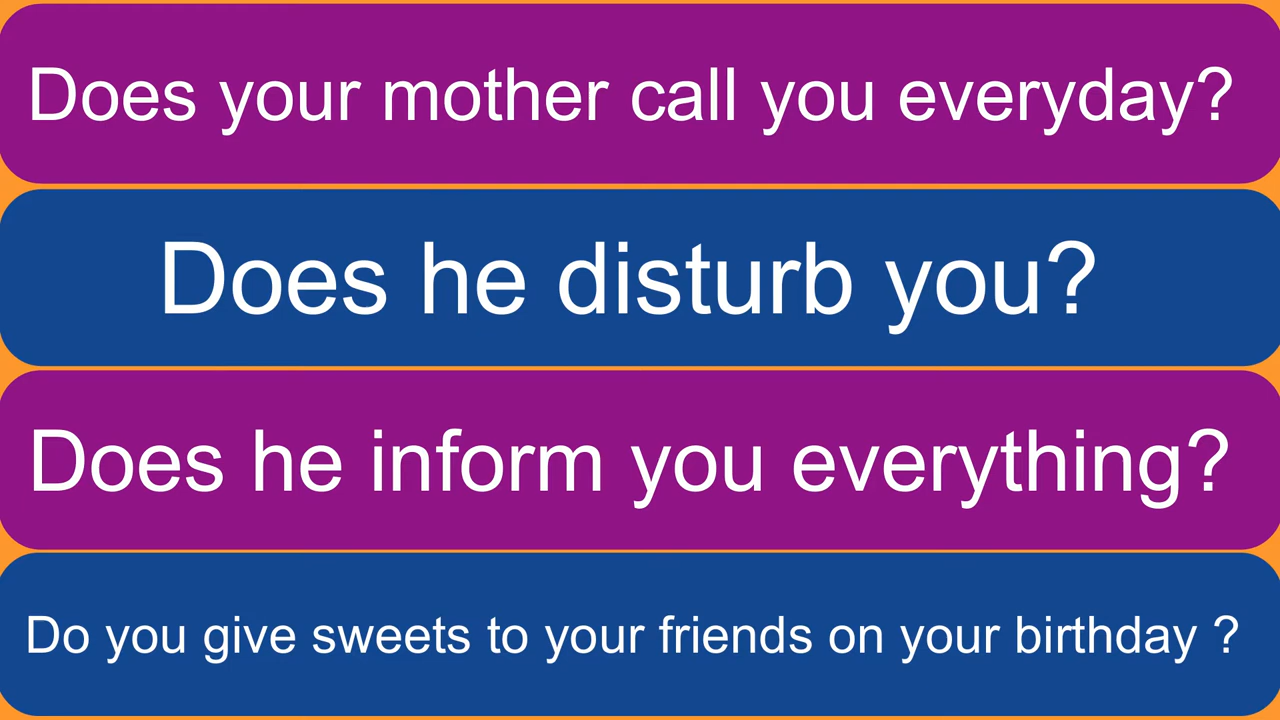 Does your mother call you everyday?
Does he disturb you?
Does he inform you everything?
Do you give sweets to your friends on your birthday ?